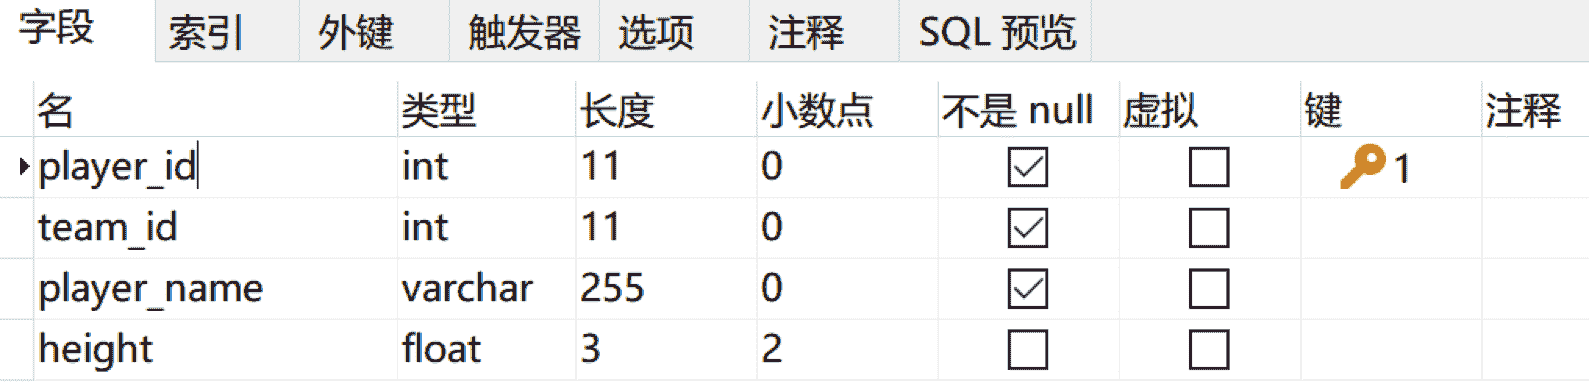 字段 索引 外键 触发器 选项 注释 SQL 预览
名 类型 长度 小数点 不是 null 虚拟 键 注释
player_id int 11 0 1
team_id int 11 0
player_name varchar 255 0
height float 3 2